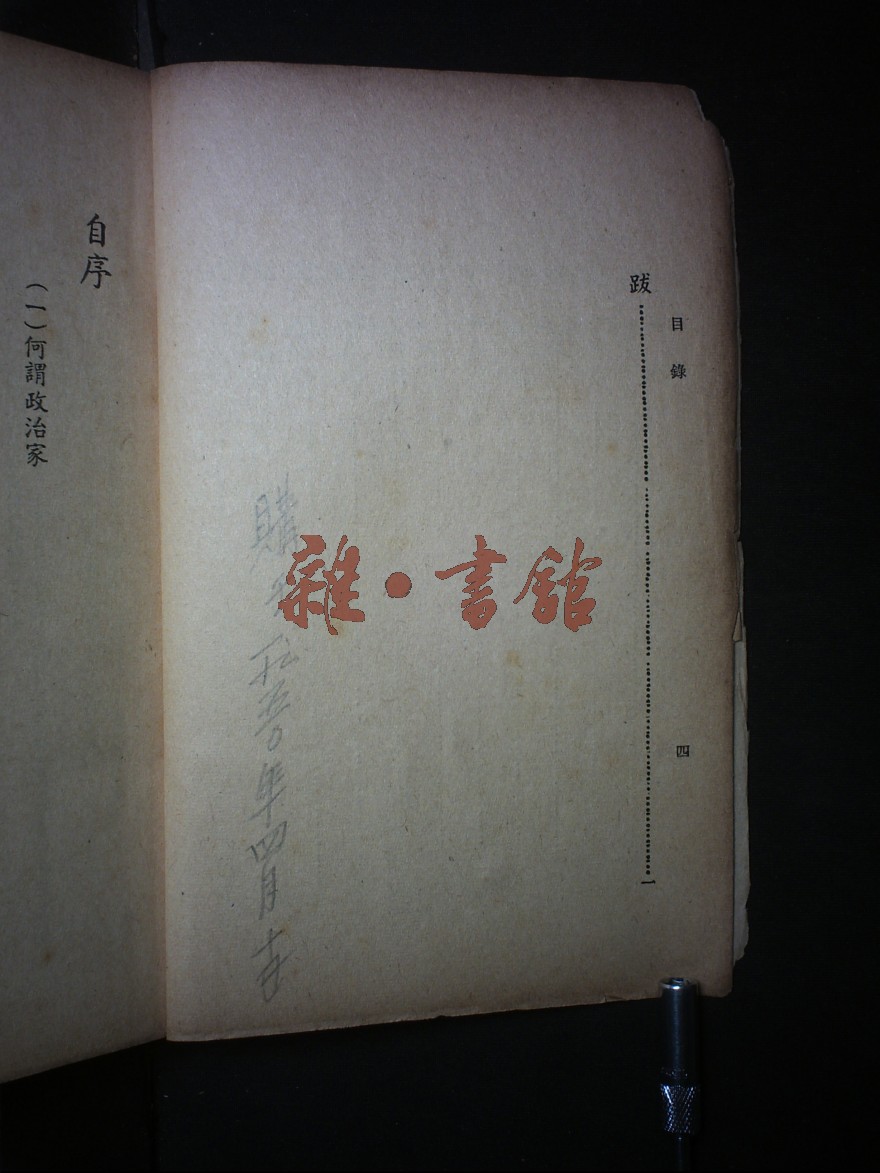 目錄 四
跋 一
購
年四月
雜•書館
自序
(一)何謂政治家